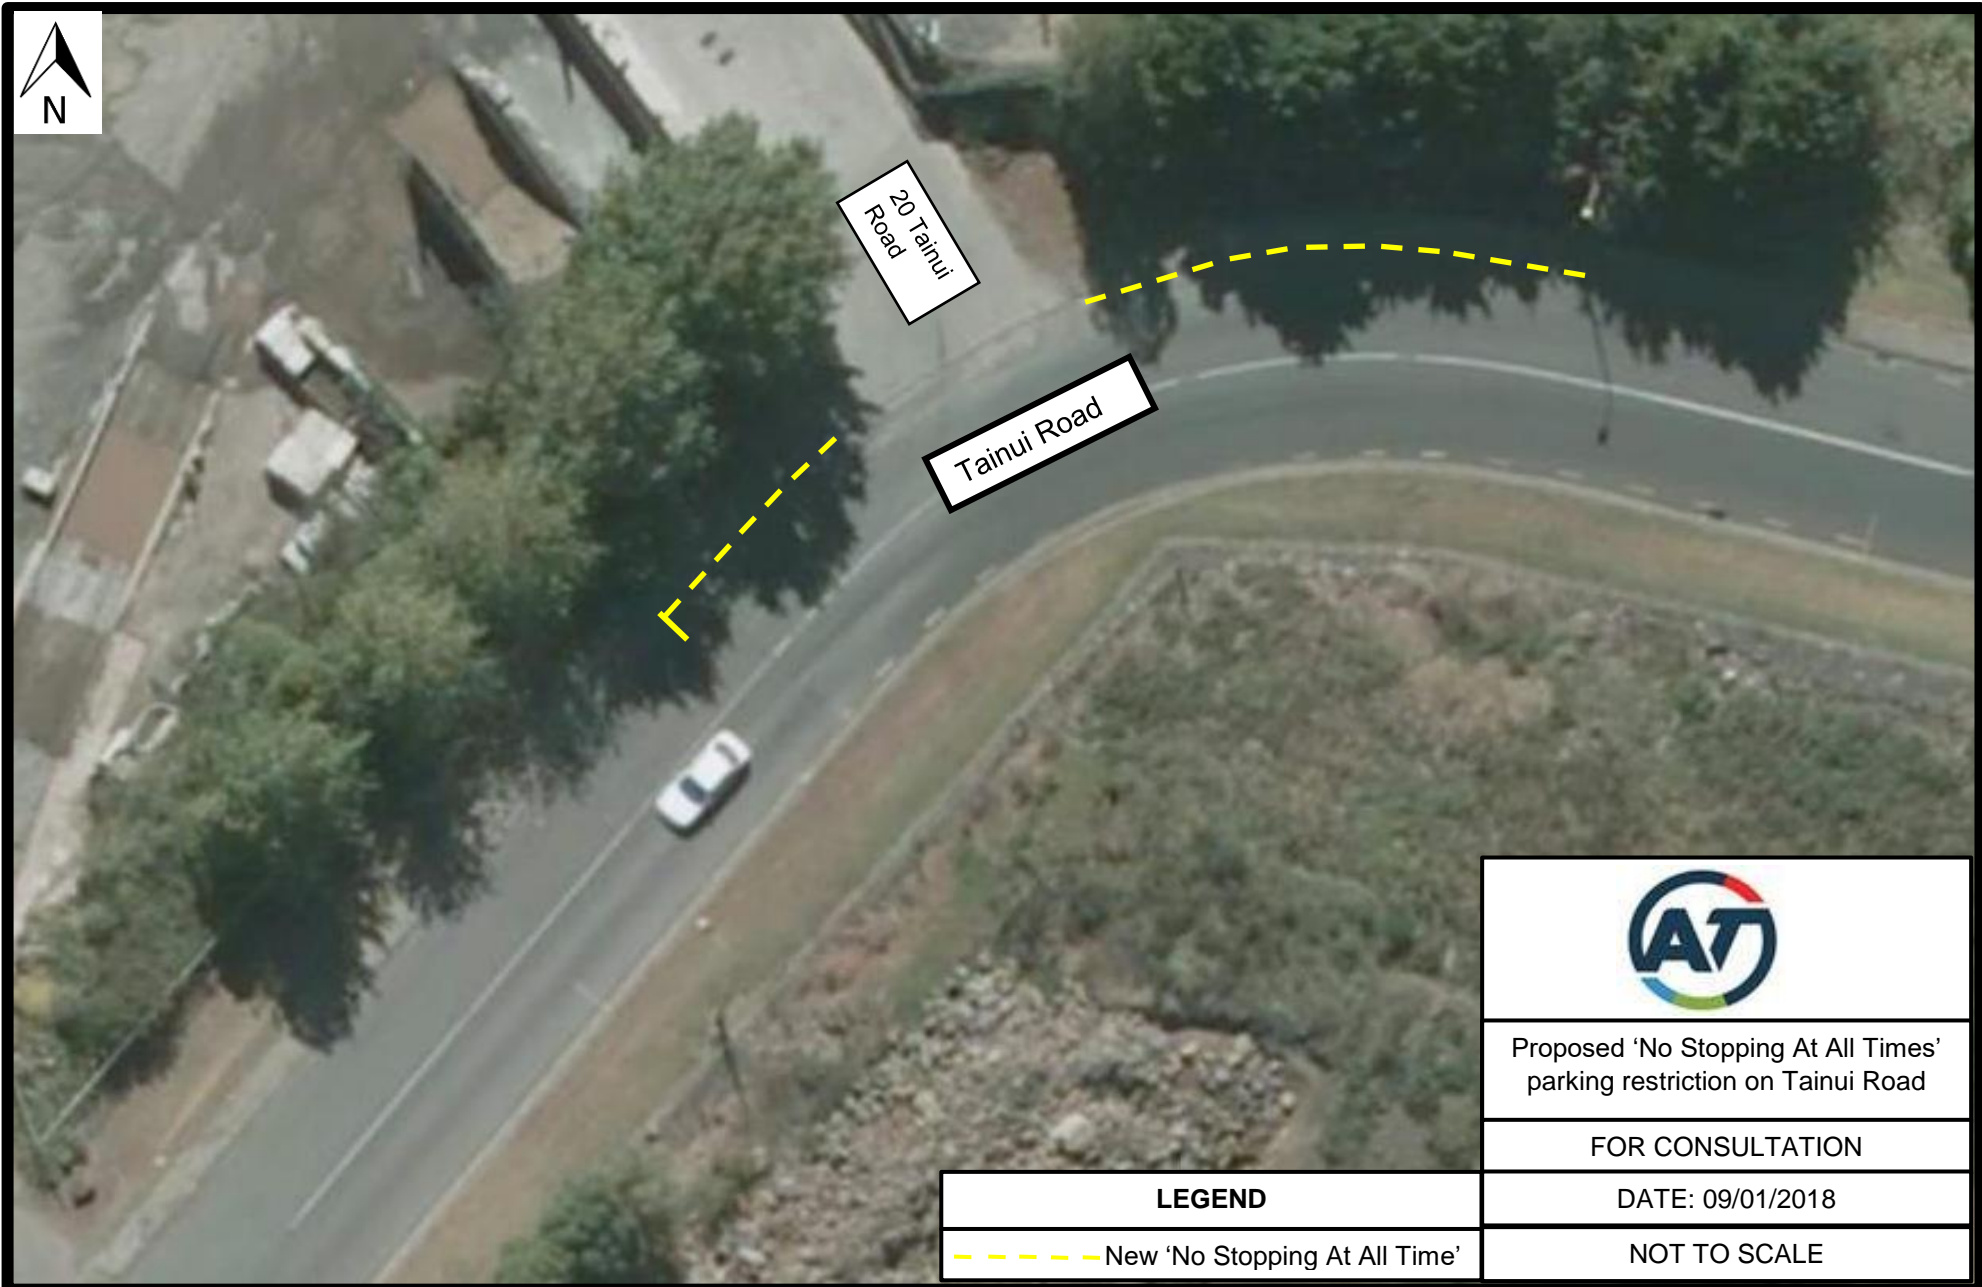 N
20 Tainui
Road
Tainui Road
AT
Proposed ‘No Stopping At All Times’
parking restriction on Tainui Road
FOR CONSULTATION
LEGEND
DATE: 09/01/2018
New ‘No Stopping At All Time’
NOT TO SCALE